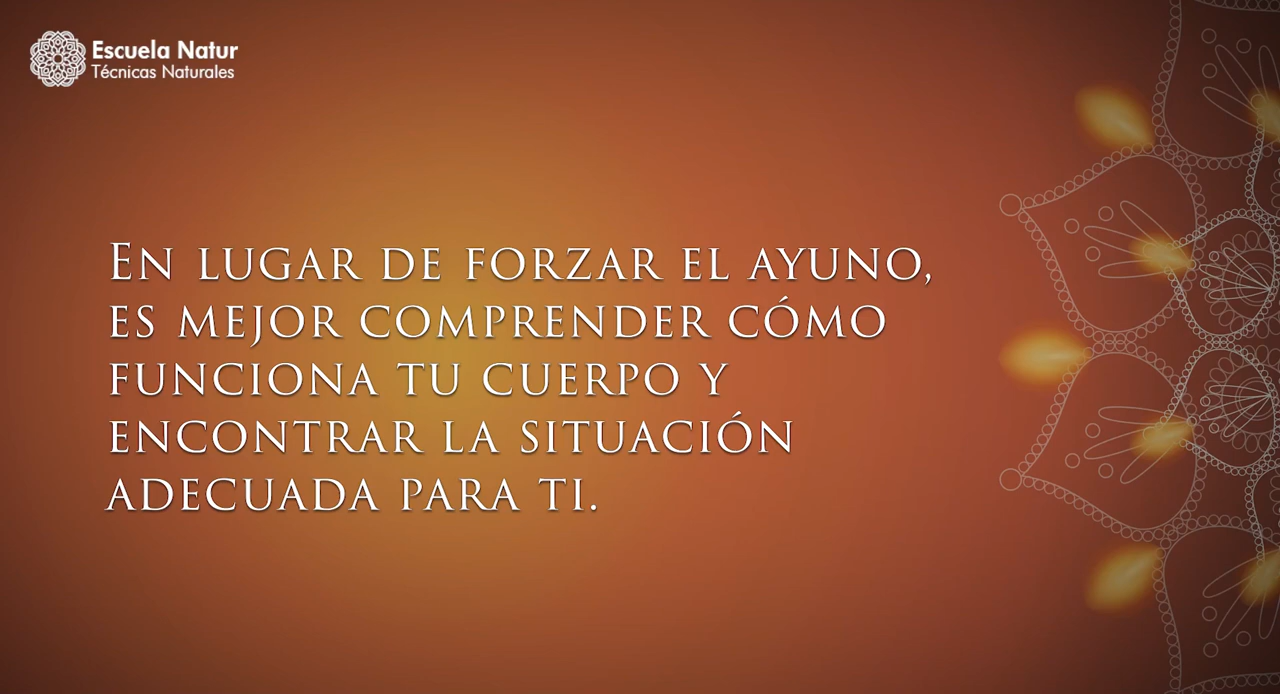 Escuela Natur
Técnicas Naturales
En lugar de forzar el ayuno,
es mejor comprender cómo
funciona tu cuerpo y
encontrar la situación
adecuada para ti.